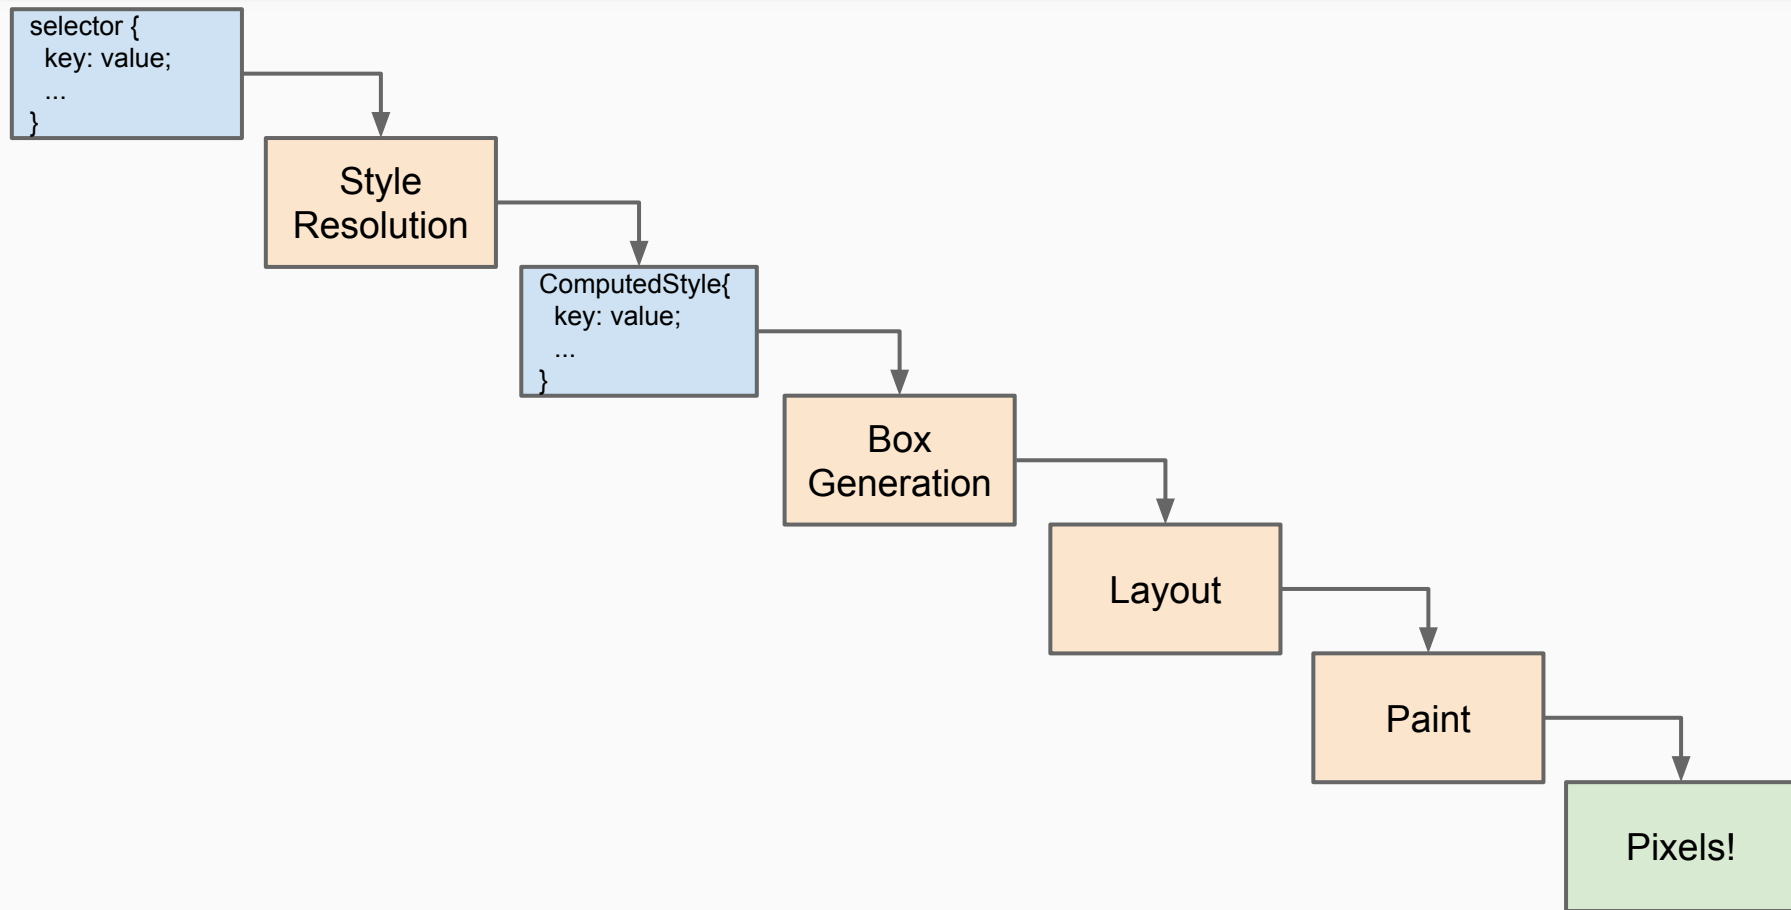 selector {
  key: value;
  ...
}
Style
Resolution
ComputedStyle{
  key: value;
  ...
}
Box
Generation
Layout
Paint
Pixels!